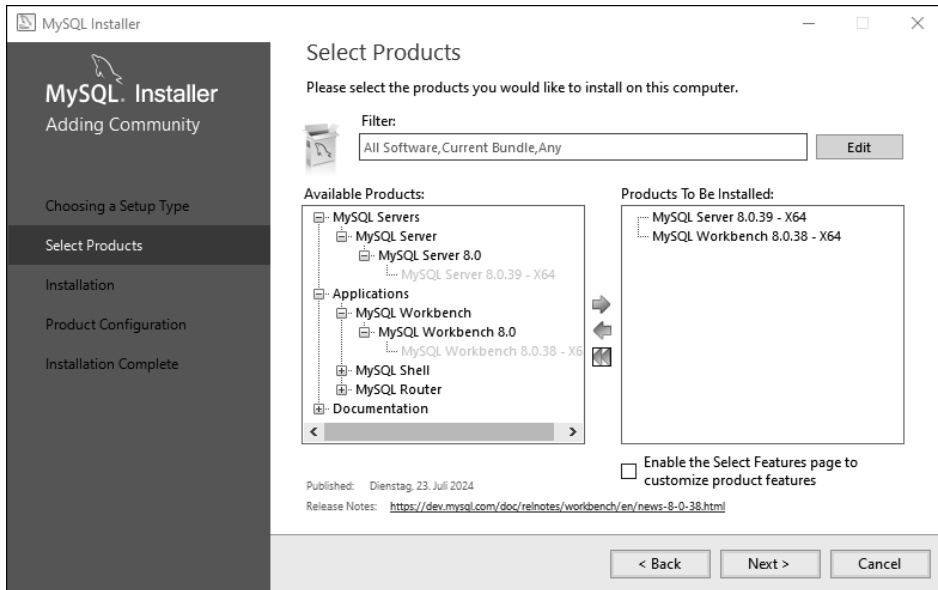 MySQL Installer
MySQL. Installer
Adding Community
Choosing a Setup Type
Select Products
Installation
Product Configuration
Installation Complete
Select Products
Please select the products you would like to install on this computer.
Filter:
All Software,Current Bundle,Any
Edit
Available Products:
MySQL Servers
MySQL Server
MySQL Server 8.0
MySQL Server 8.0.39 - X64
Applications
MySQL Workbench
MySQL Workbench 8.0
MySQL Workbench 8.0.38 - X6
MySQL Shell
MySQL Router
Documentation
Products To Be Installed:
MySQL Server 8.0.39 - X64
MySQL Workbench 8.0.38 - X64
Enable the Select Features page to
customize product features
Published: Dienstag, 23. Juli 2024
Release Notes: https://dev.mysql.com/doc/relnotes/workbench/en/news-8-0-38.html
< Back
Next >
Cancel